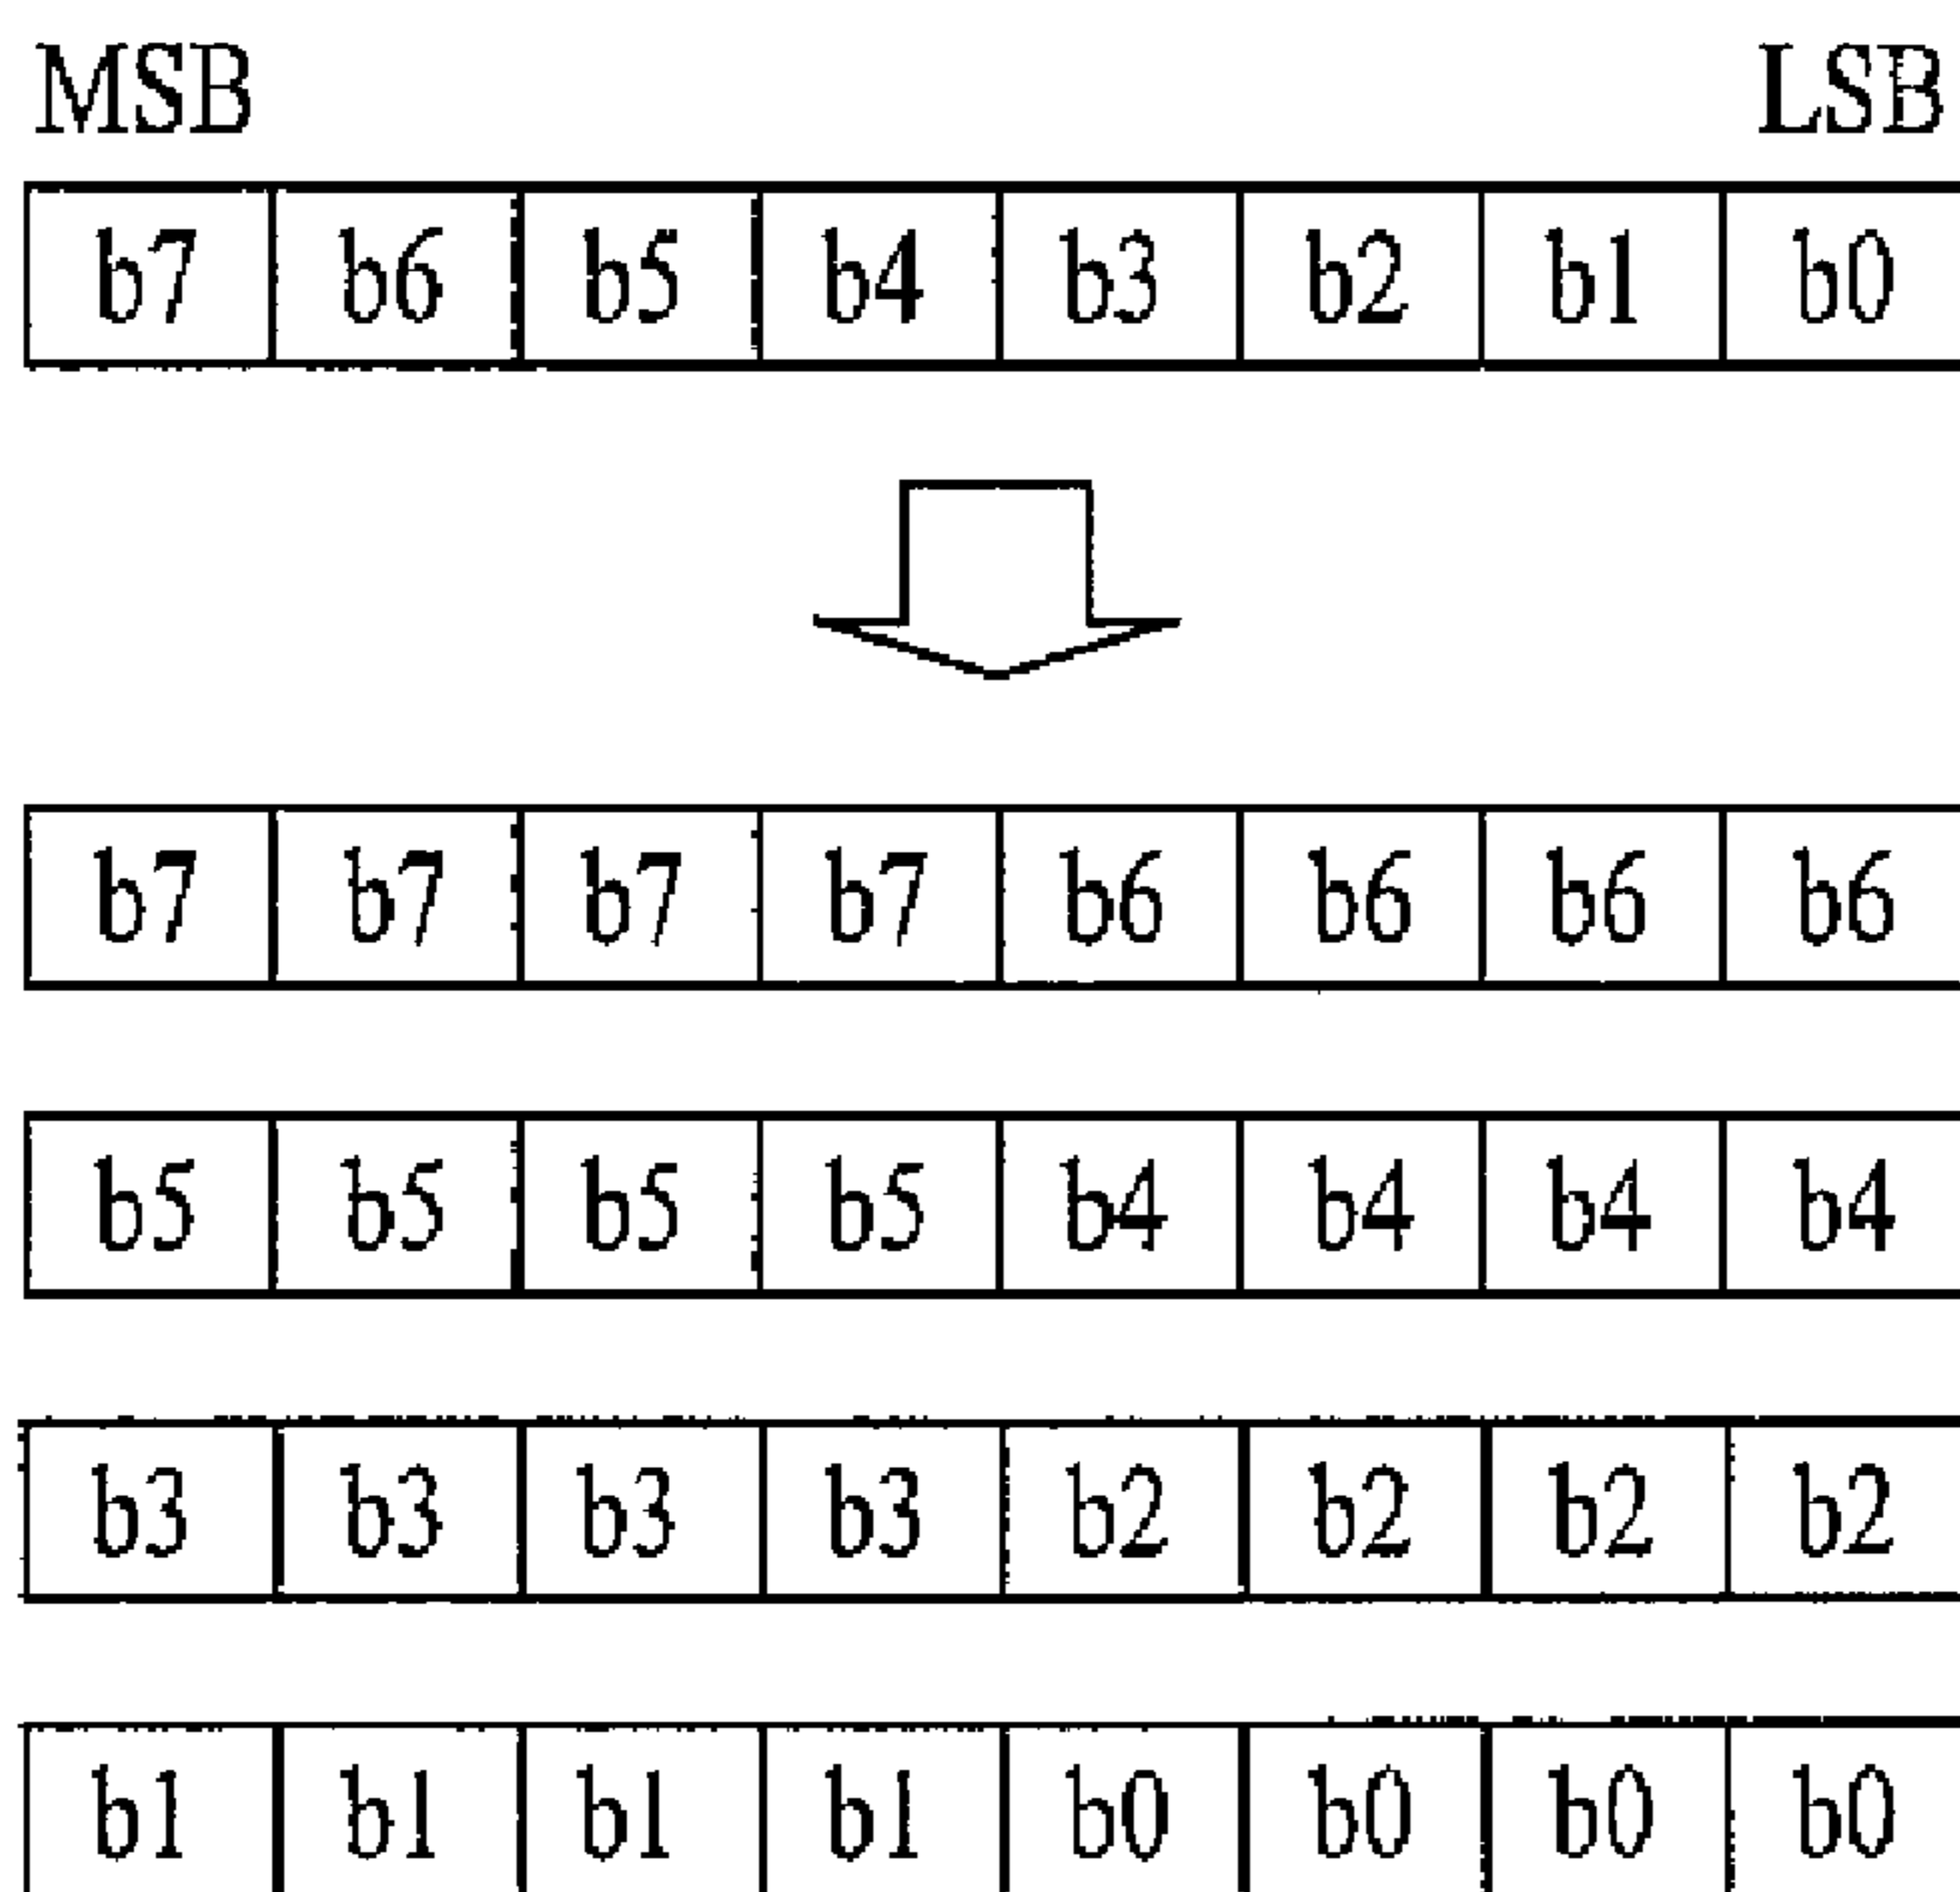 MSB LSB
b7 b6 b5 b4 b3 b2 b1 b0
b7 b7 b7 b7 b6 b6 b6 b6
b5 b5 b5 b5 b4 b4 b4 b4
b3 b3 b3 b3 b2 b2 b2 b2
b1 b1 b1 b1 b0 b0 b0 b0